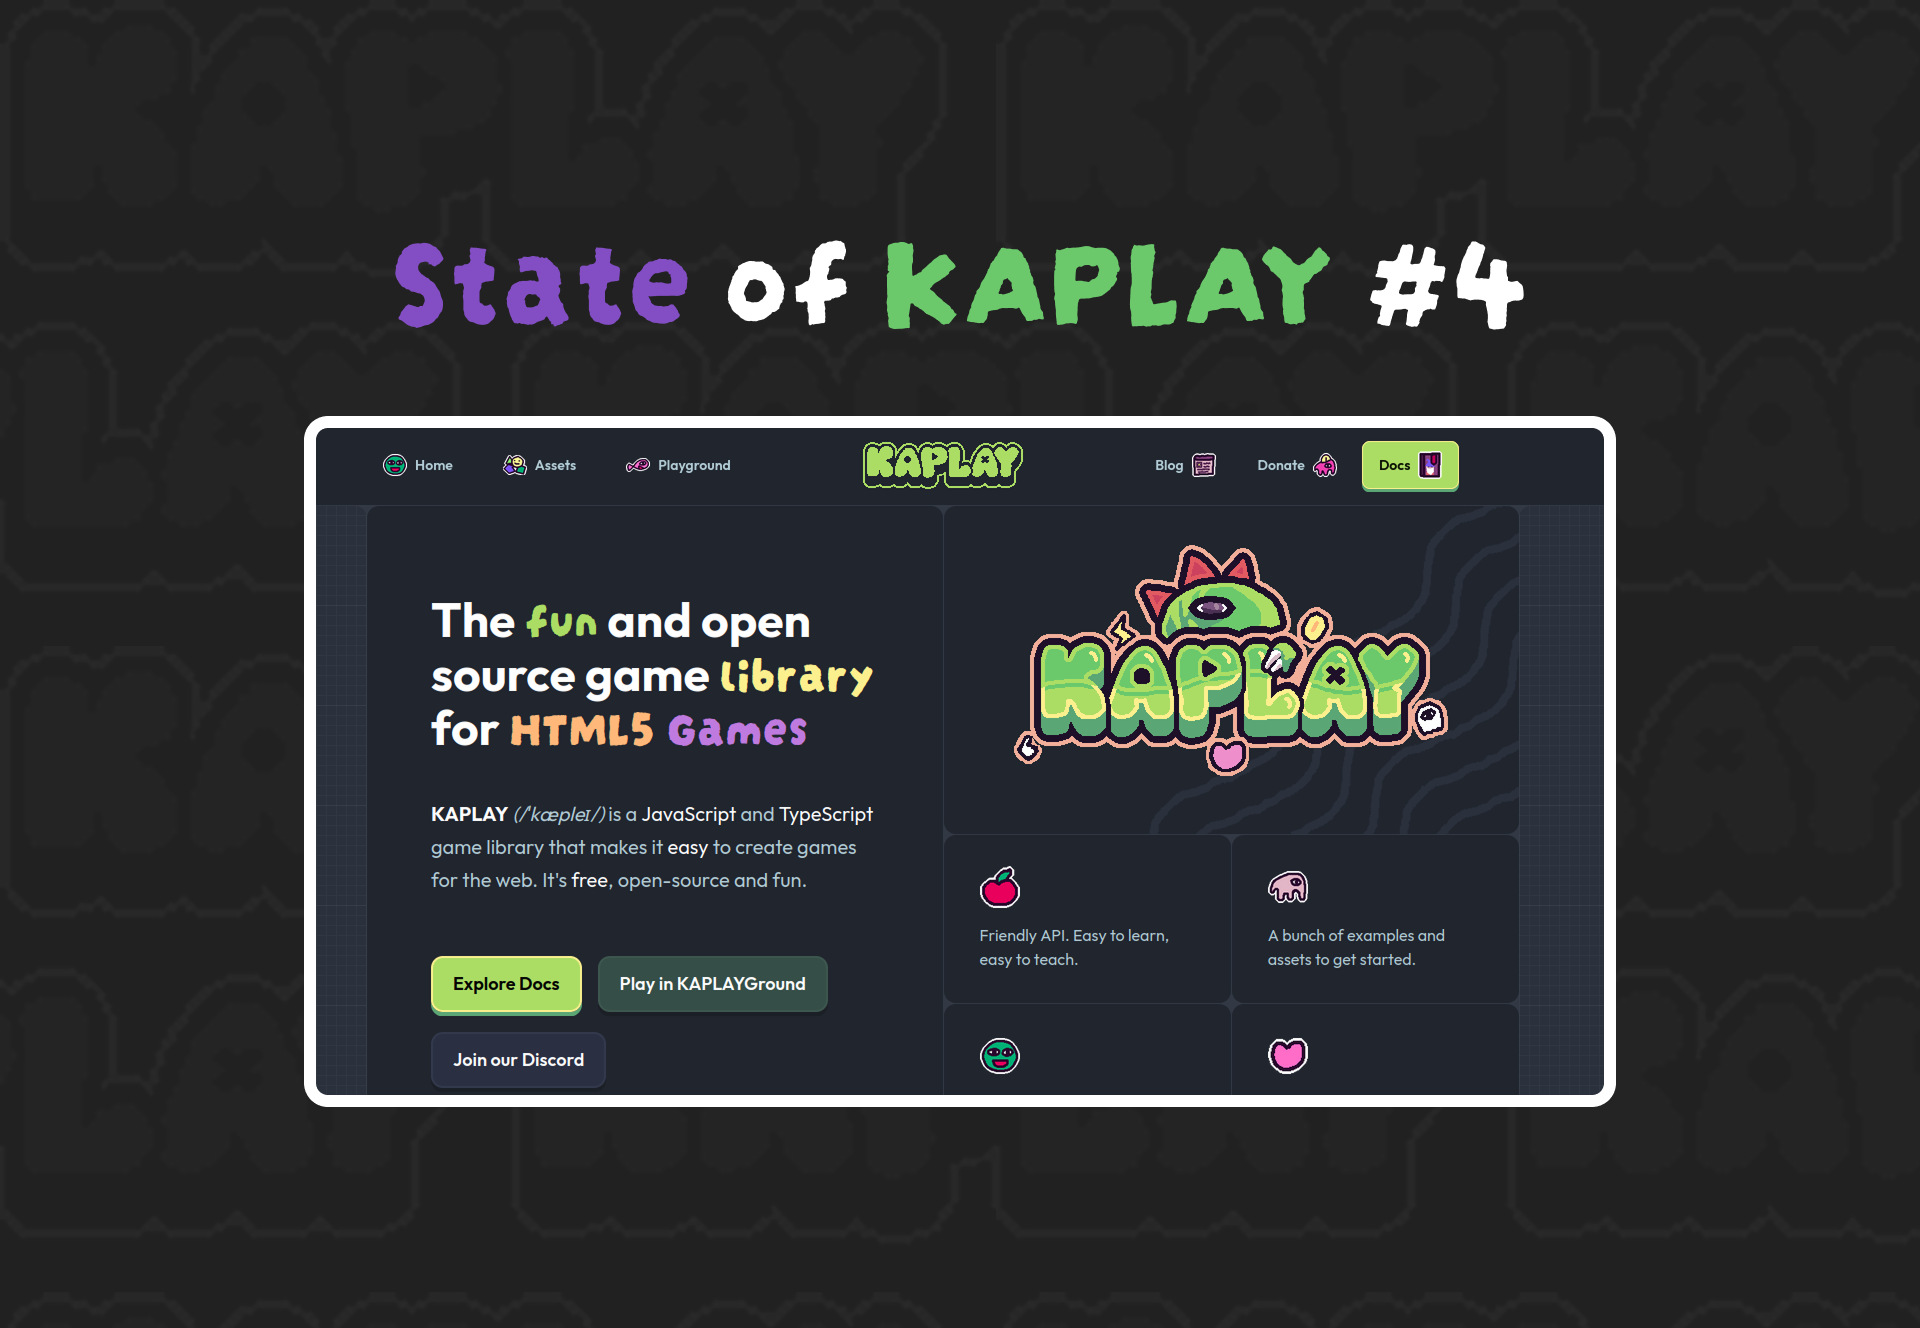 State of KAPLAY #4
Home Assets Playground KAPLAY Blog Donate Docs
The fun and open
source game library
for HTML5 Games
KAPLAY (/ˈkæpleɪ/) is a JavaScript and TypeScript
game library that makes it easy to create games
for the web. It's free, open-source and fun.
Explore Docs
Play in KAPLAYGround
Join our Discord
KAPLAY
Friendly API. Easy to learn,
easy to teach.
A bunch of examples and
assets to get started.